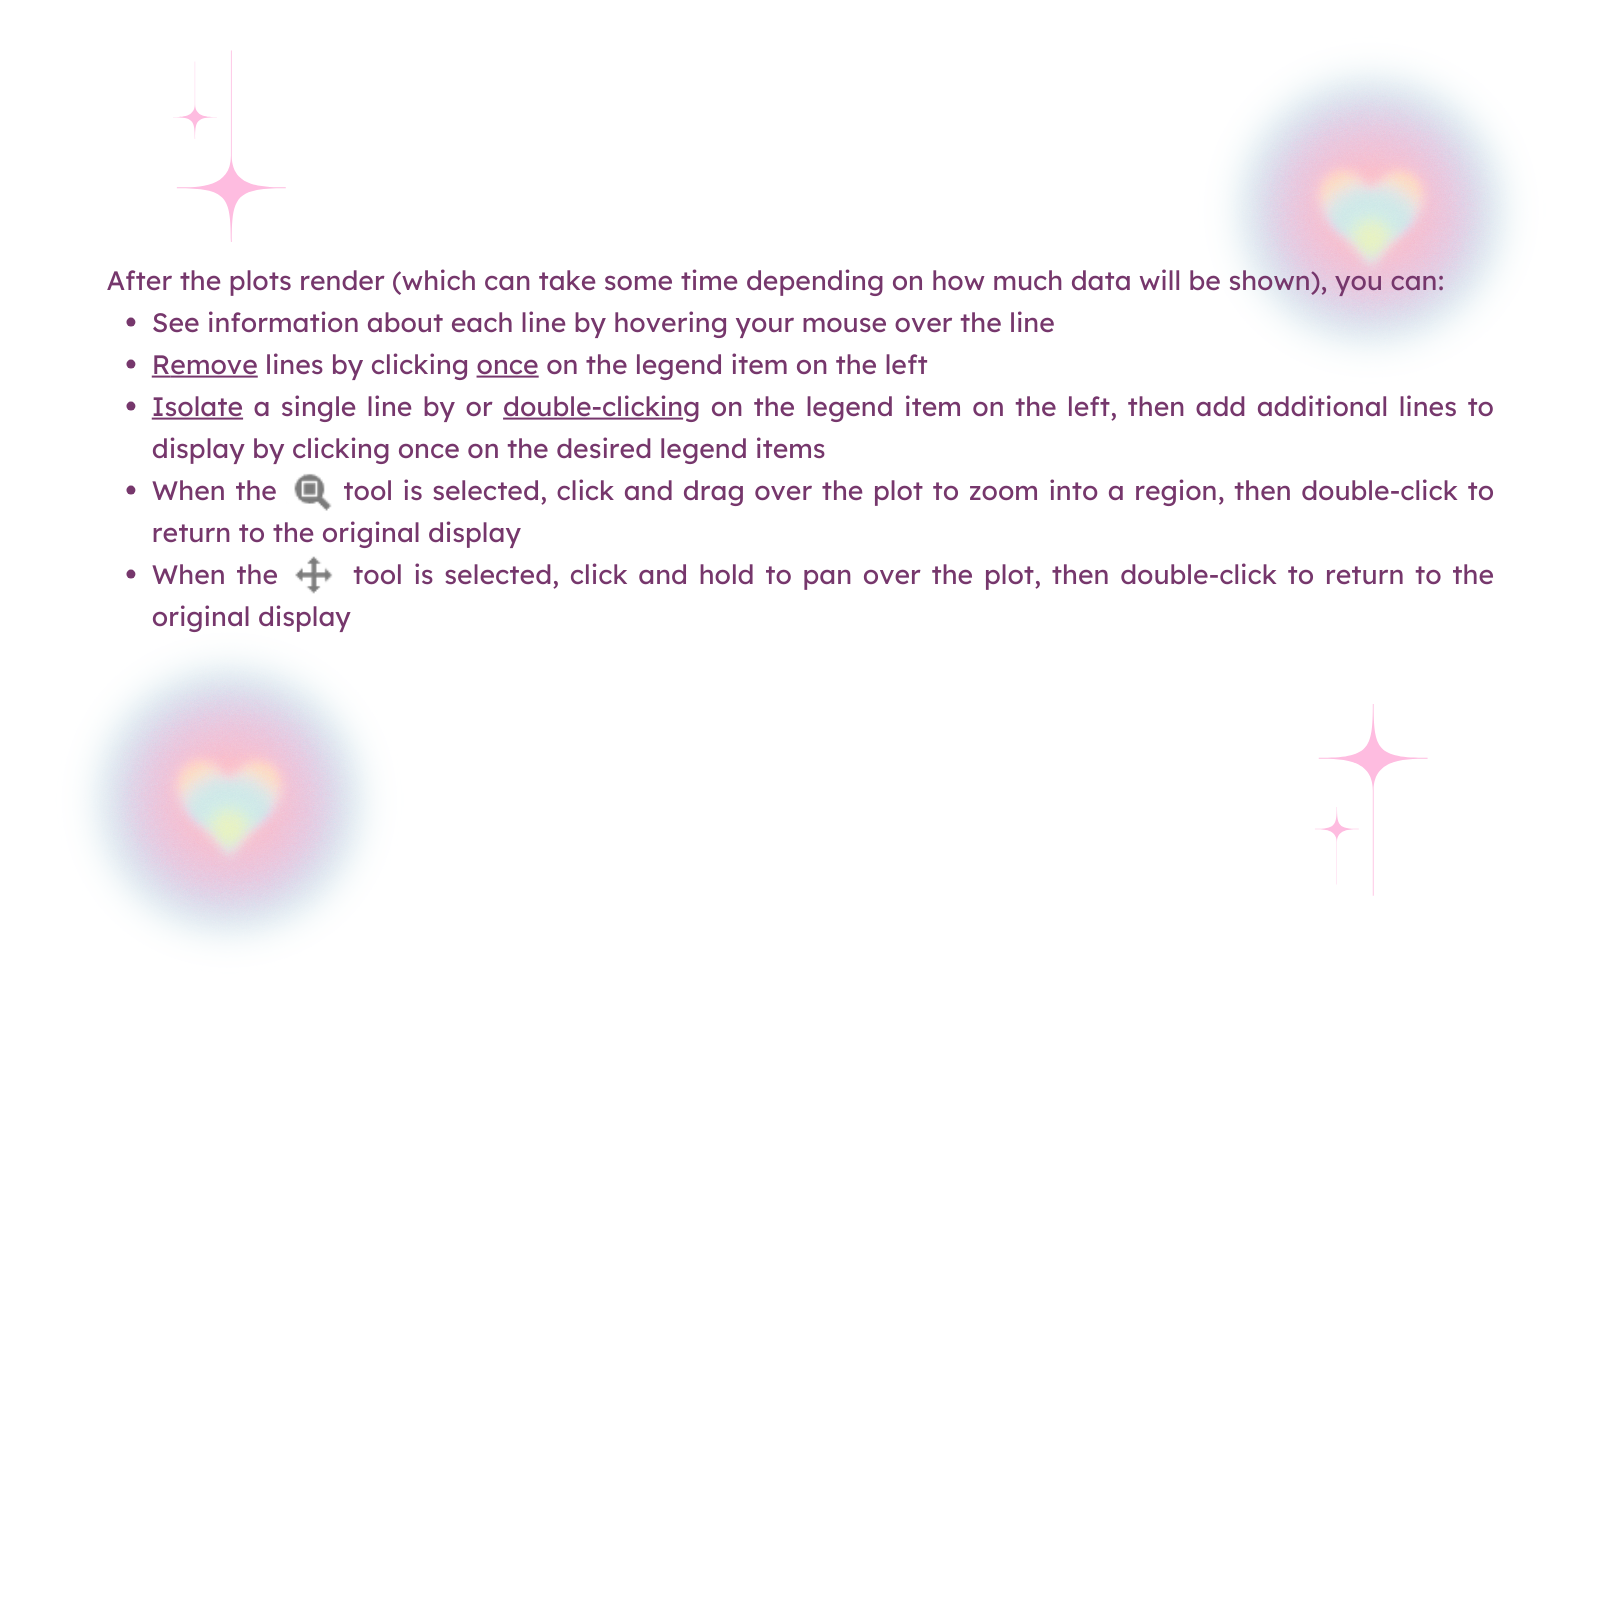 After the plots render (which can take some time depending on how much data will be shown), you can:
• See information about each line by hovering your mouse over the line
• Remove lines by clicking once on the legend item on the left
• Isolate a single line by or double-clicking on the legend item on the left, then add additional lines to
display by clicking once on the desired legend items
• When the tool is selected, click and drag over the plot to zoom into a region, then double-click to
return to the original display
• When the tool is selected, click and hold to pan over the plot, then double-click to return to the
original display